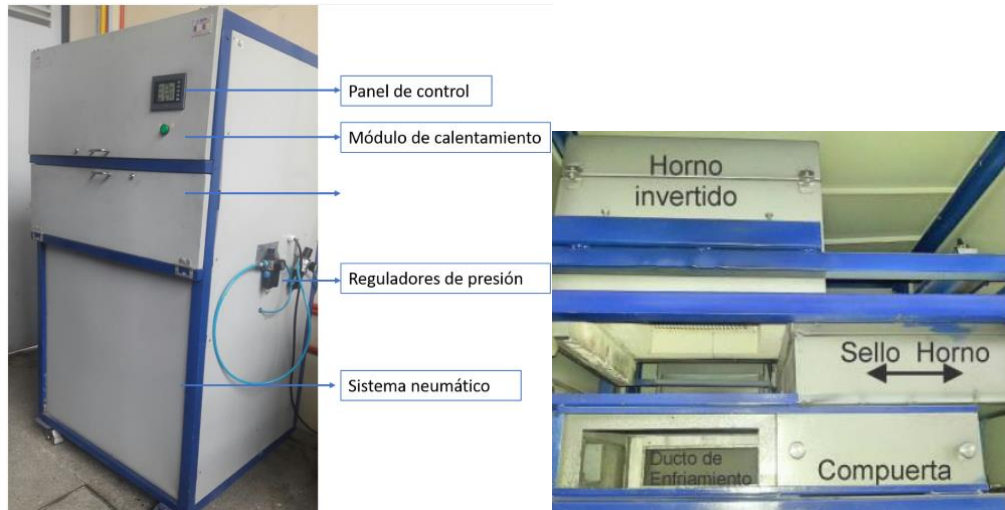 Panel de control
Módulo de calentamiento
Reguladores de presión
Sistema neumático
Horno
invertido
Sello Horno
Ducto de
Enfriamiento
Compuerta